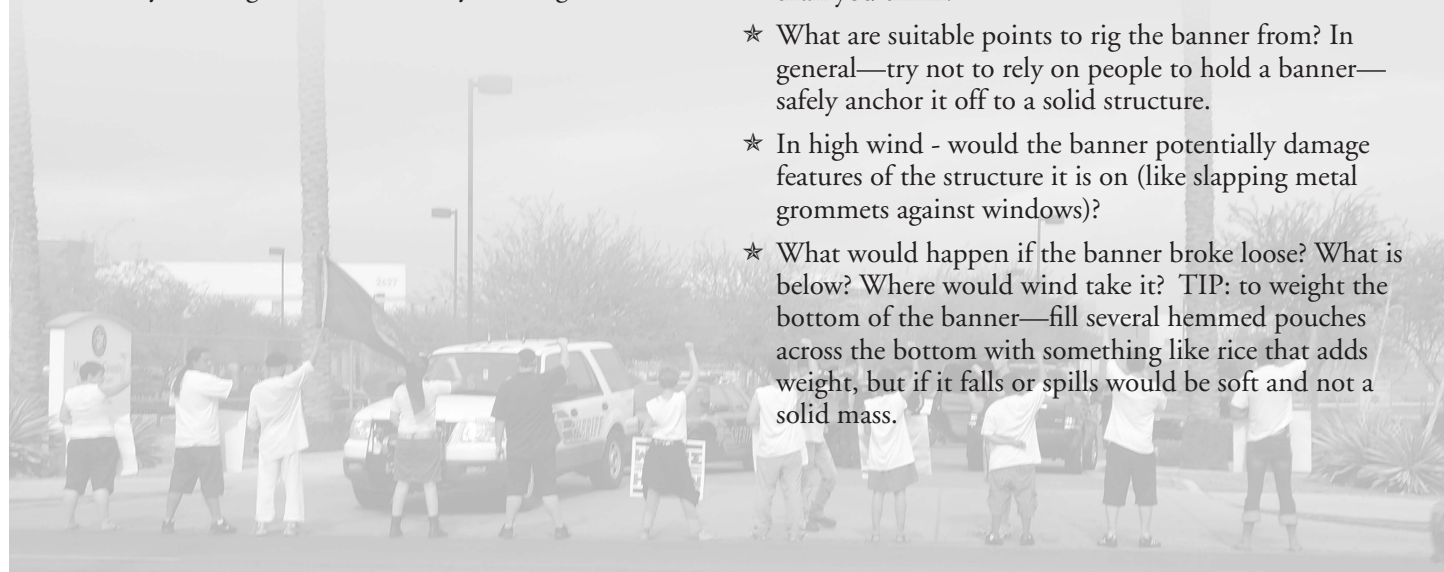 ✯ What are suitable points to rig the banner from? In
general—try not to rely on people to hold a banner—
safely anchor it off to a solid structure.
✯ In high wind - would the banner potentially damage
features of the structure it is on (like slapping metal
grommets against windows)?
✯ What would happen if the banner broke loose? What is
below? Where would wind take it?  TIP: to weight the
bottom of the banner—fill several hemmed pouches
across the bottom with something like rice that adds
weight, but if it falls or spills would be soft and not a
solid mass.
SHERIFF